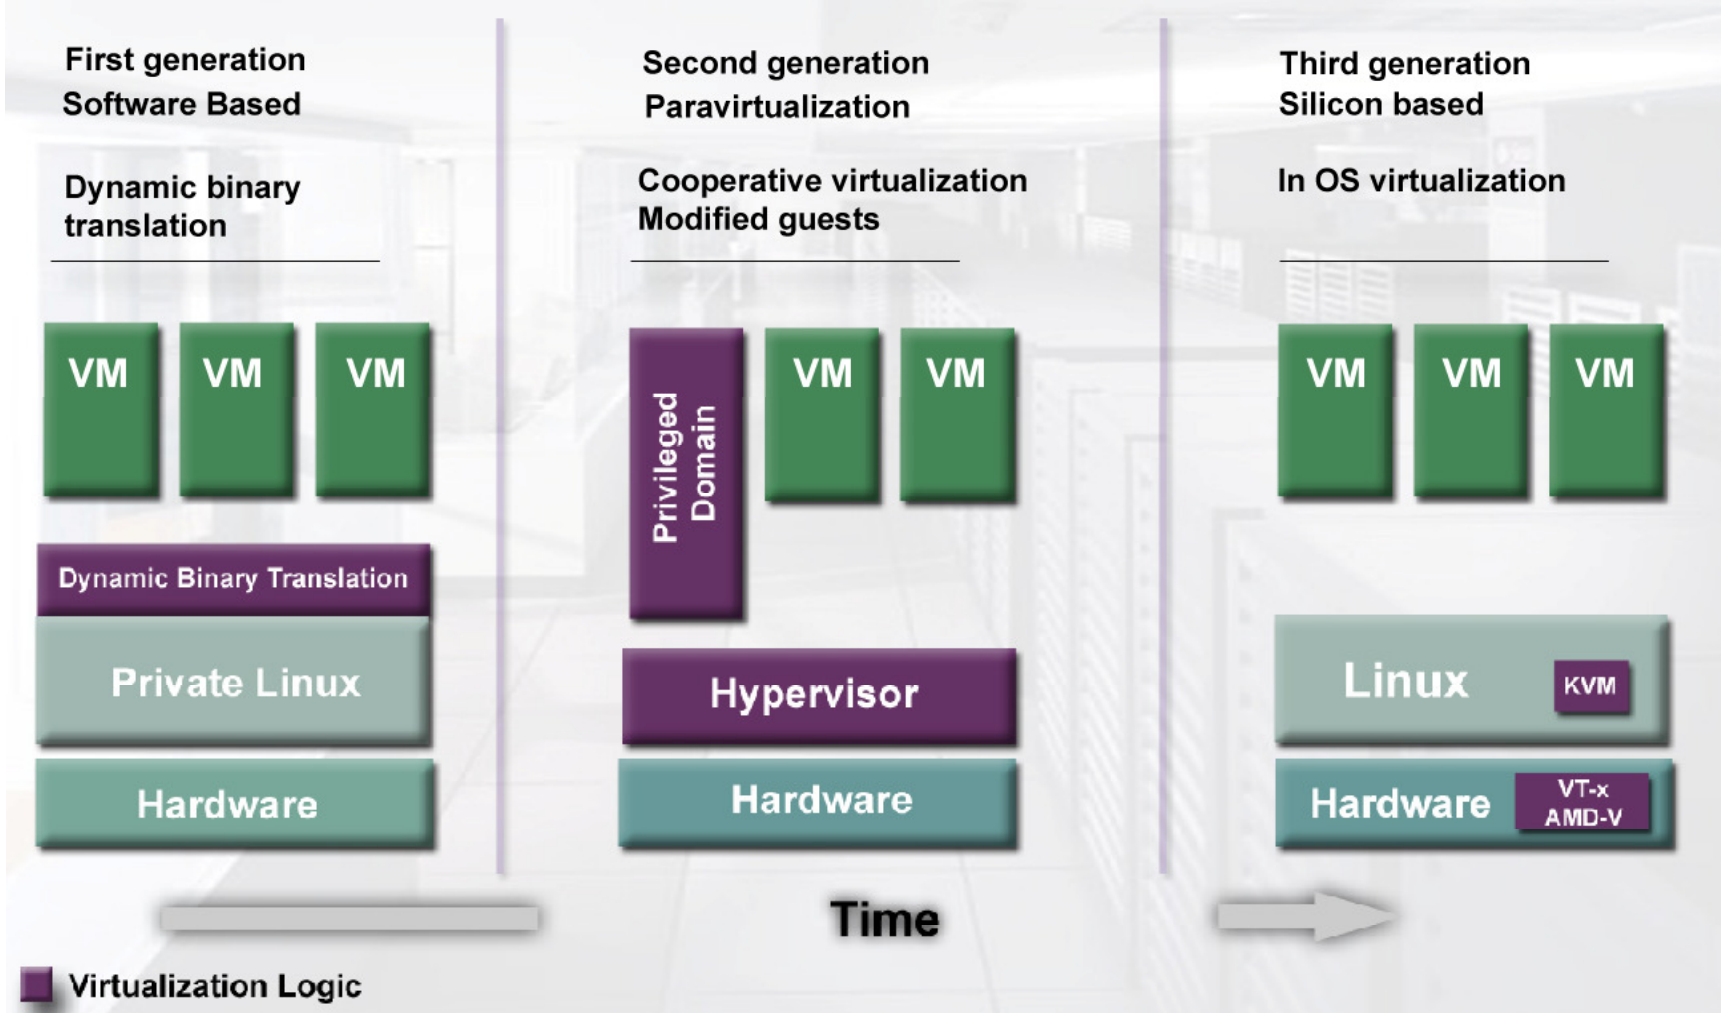 First generation
Software Based
Dynamic binary
translation
VM
VM
VM
Dynamic Binary Translation
Private Linux
Hardware
Second generation
Paravirtualization
Cooperative virtualization
Modified guests
Privileged
Domain
VM
VM
Hypervisor
Hardware
Third generation
Silicon based
In OS virtualization
VM
VM
VM
Linux
KVM
Hardware
VT-x
AMD-V
Time
Virtualization Logic